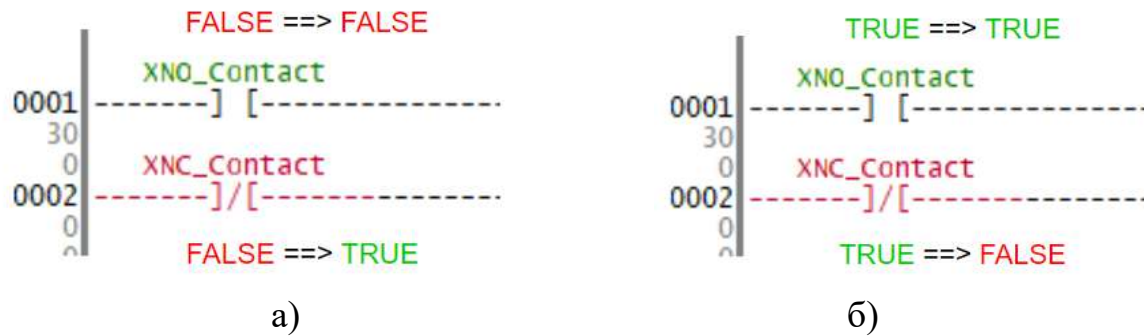 FALSE ==> FALSE
XNO_Contact
0001 -------] [---------------
30
0
XNC_Contact
0002 -------]/[---------------
0
FALSE ==> TRUE
а)
TRUE ==> TRUE
XNO_Contact
0001 -------] [---------------
30
0
XNC_Contact
0002 -------]/[---------------
0
TRUE ==> FALSE
б)